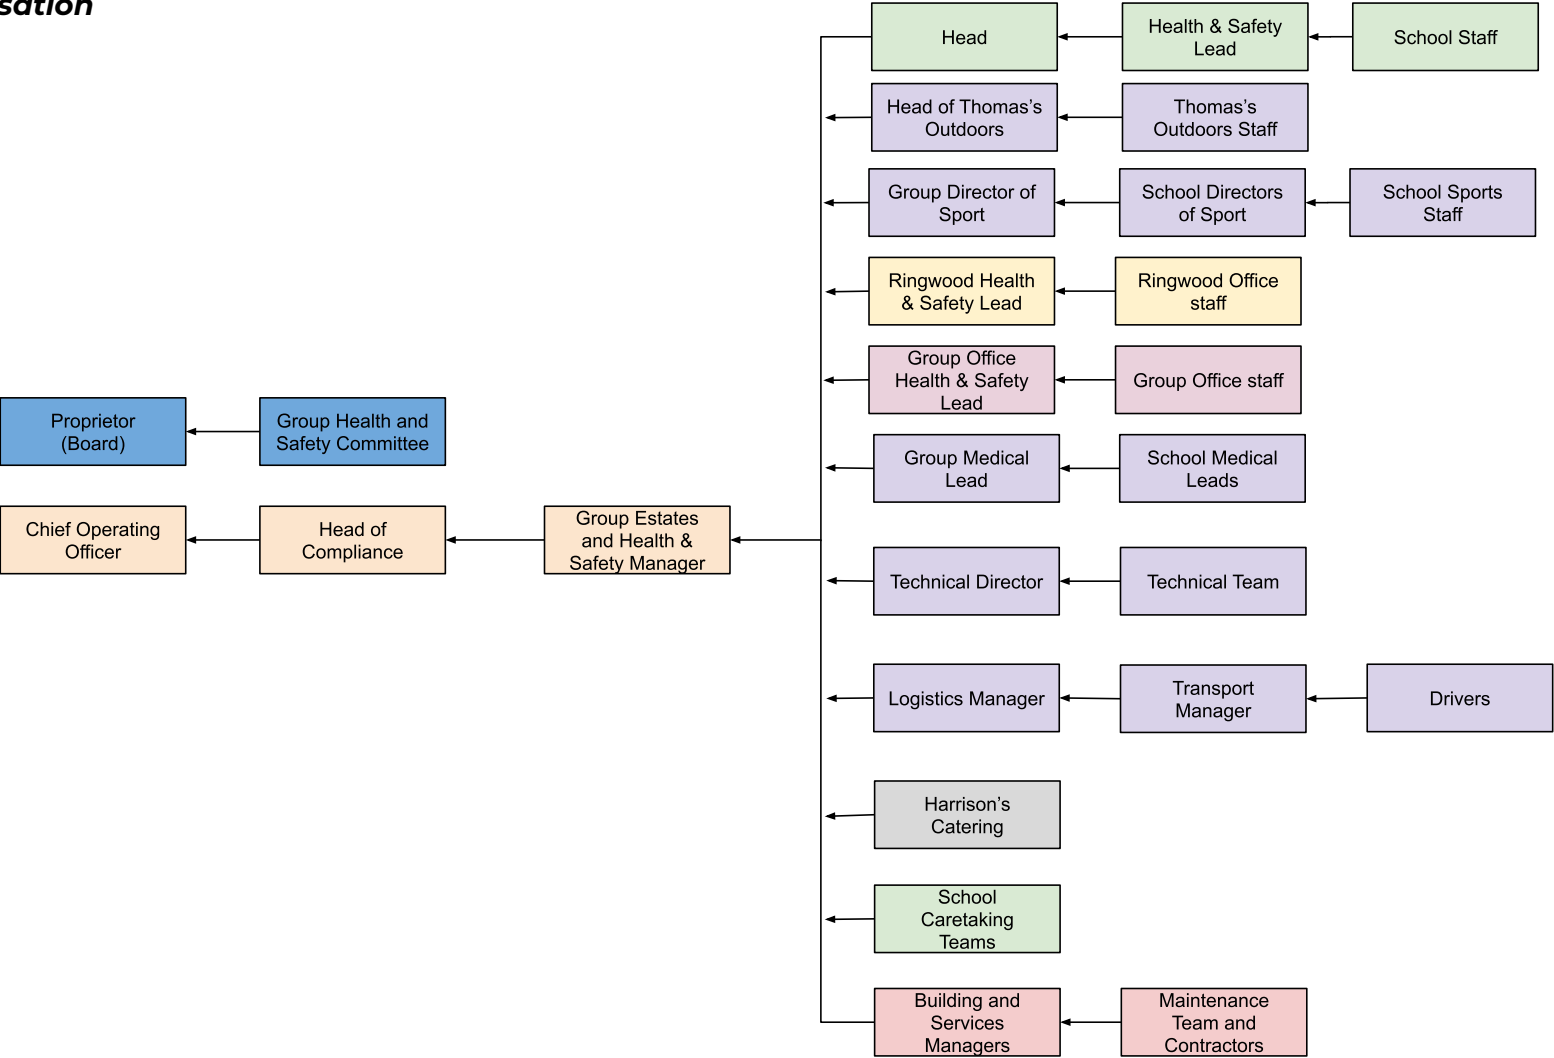 sation
Head
Health & Safety
Lead
School Staff
Head of Thomas’s
Outdoors
Thomas’s
Outdoors Staff
Group Director of
Sport
School Directors
of Sport
School Sports
Staff
Ringwood Health
& Safety Lead
Ringwood Office
staff
Group Office
Health & Safety
Lead
Group Office staff
Proprietor
(Board)
Group Health and
Safety Committee
Group Medical
Lead
School Medical
Leads
Chief Operating
Officer
Head of
Compliance
Group Estates
and Health &
Safety Manager
Technical Director
Technical Team
Logistics Manager
Transport
Manager
Drivers
Harrison’s
Catering
School
Caretaking
Teams
Building and
Services
Managers
Maintenance
Team and
Contractors